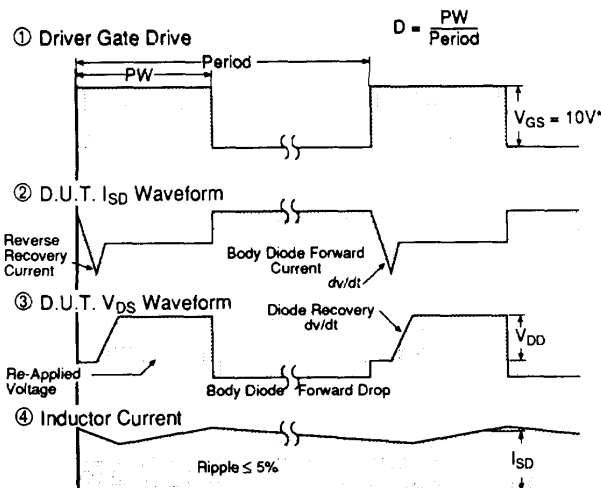 ① Driver Gate Drive
D = PW
Period
Period
PW
V_GS = 10V*
② D.U.T. I_SD Waveform
Reverse
Recovery
Current
Body Diode Forward
Current
dv/dt
③ D.U.T. V_DS Waveform
Diode Recovery
dv/dt
V_DD
Re-Applied
Voltage
Body Diode Forward Drop
④ Inductor Current
Ripple ≤ 5%
I_SD